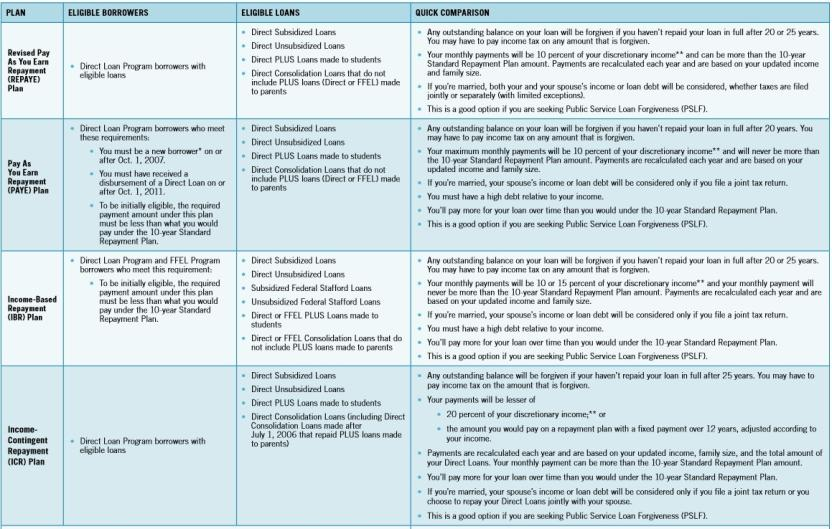 PLAN
ELIGIBLE BORROWERS
ELIGIBLE LOANS
QUICK COMPARISON
Revised Pay
As You Earn
Repayment
(REPAYE)
Plan
• Direct Loan Program borrowers with
eligible loans
• Direct Subsidized Loans
• Direct Unsubsidized Loans
• Direct PLUS Loans made to students
• Direct Consolidation Loans that do not
include PLUS loans (Direct or FFEL) made
to parents
• Any outstanding balance on your loan will be forgiven if you haven't repaid your loan in full after 20 or 25 years.
You may have to pay income tax on any amount that is forgiven.
• Your monthly payments will be 10 percent of your discretionary income** and can be more than the 10-year
Standard Repayment Plan amount. Payments are recalculated each year and are based on your updated income
and family size.
• If you're married, both your and your spouse's income or loan debt will be considered, whether taxes are filed
jointly or separately (with limited exceptions).
• This is a good option if you are seeking Public Service Loan Forgiveness (PSLF).
Pay As
You Earn
Repayment
(PAYE) Plan
• Direct Loan Program borrowers who meet
these requirements:
• You must be a new borrower* on or
after Oct. 1, 2007.
• You must have received a
disbursement of a Direct Loan on or
after Oct. 1, 2011.
• To be initially eligible, the required
payment amount under this plan
must be less than what you would
pay under the 10-year Standard
Repayment Plan.
• Direct Subsidized Loans
• Direct Unsubsidized Loans
• Direct PLUS Loans made to students
• Direct Consolidation Loans that do not
include PLUS loans (Direct or FFEL) made
to parents
• Any outstanding balance on your loan will be forgiven if you haven't repaid your loan in full after 20 years. You
may have to pay income tax on any amount that is forgiven.
• Your maximum monthly payments will be 10 percent of your discretionary income** and will never be more than
the 10-year Standard Repayment Plan amount. Payments are recalculated each year and are based on your
updated income and family size.
• If you're married, your spouse's income or loan debt will be considered only if you file a joint tax return.
• You must have a high debt relative to your income.
• You'll pay more for your loan over time than you would under the 10-year Standard Repayment Plan.
• This is a good option if you are seeking Public Service Loan Forgiveness (PSLF).
Income-Based
Repayment
(IBR) Plan
• Direct Loan Program and FFEL Program
borrowers who meet this requirement:
• To be initially eligible, the required
payment amount under this plan
must be less than what you would
pay under the 10-year Standard
Repayment Plan.
• Direct Subsidized Loans
• Direct Unsubsidized Loans
• Subsidized Federal Stafford Loans
• Unsubsidized Federal Stafford Loans
• Direct or FFEL PLUS Loans made to
students
• Direct or FFEL Consolidation Loans that do
not include PLUS loans made to parents
• Any outstanding balance on your loan will be forgiven if you haven't repaid your loan in full after 20 or 25 years.
You may have to pay income tax on any amount that is forgiven.
• Your monthly payments will be 10 or 15 percent of your discretionary income** and your monthly payment will
never be more than the 10-year Standard Repayment Plan amount. Payments are recalculated each year and are
based on your updated income and family size.
• If you're married, your spouse's income or loan debt will be considered only if you file a joint tax return.
• You must have a high debt relative to your income.
• You'll pay more for your loan over time than you would under the 10-year Standard Repayment Plan.
• This is a good option if you are seeking Public Service Loan Forgiveness (PSLF).
Income-
Contingent
Repayment
(ICR) Plan
• Direct Loan Program borrowers with
eligible loans
• Direct Subsidized Loans
• Direct Unsubsidized Loans
• Direct PLUS Loans made to students
• Direct Consolidation Loans (including Direct
Consolidation Loans made after
July 1, 2006 that repaid PLUS loans made
to parents)
• Any outstanding balance will be forgiven if your haven't repaid your loan in full after 25 years. You may have to
pay income tax on the amount that is forgiven.
• Your payments will be lesser of
• 20 percent of your discretionary income;** or
• the amount you would pay on a repayment plan with a fixed payment over 12 years, adjusted according to
your income.
• Payments are recalculated each year and are based on your updated income, family size, and the total amount of
your Direct Loans. Your monthly payment can be more than the 10-year Standard Repayment Plan amount.
• You'll pay more for your loan over time than you would under the 10-year Standard Repayment Plan.
• If you're married, your spouse's income or loan debt will be considered only if you file a joint tax return or you
choose to repay your Direct Loans jointly with your spouse.
• This is a good option if you are seeking Public Service Loan Forgiveness (PSLF).